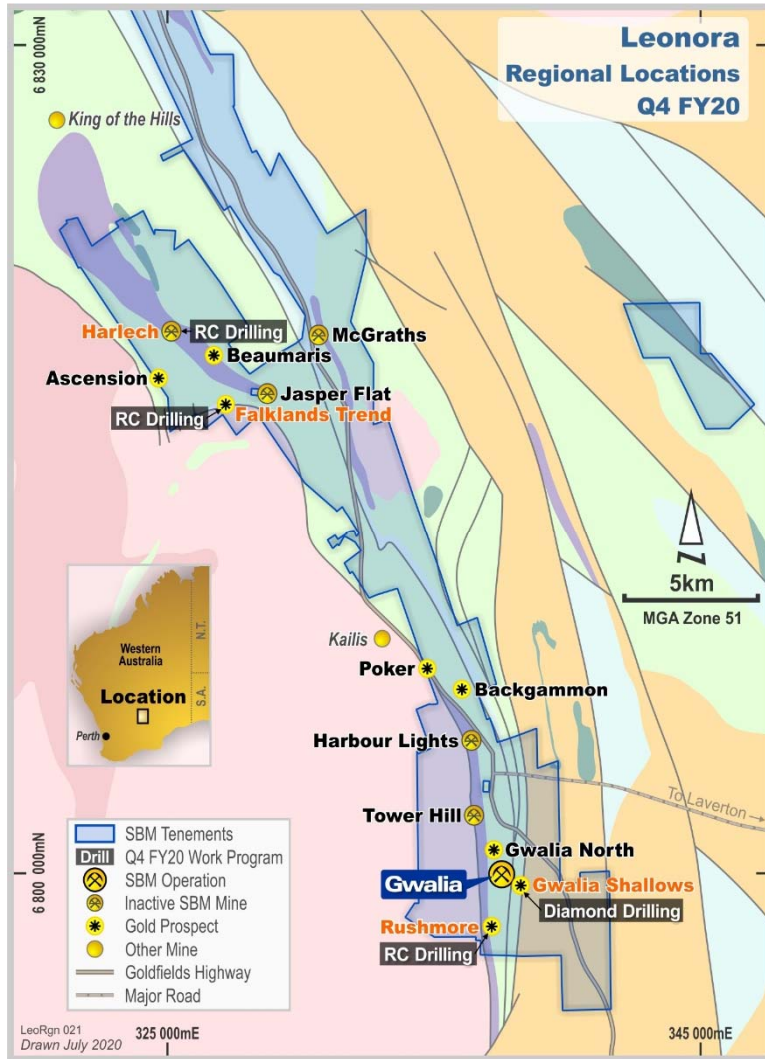 Leonora
Regional Locations
Q4 FY20
6 830 000mN
King of the Hills
Harlech
RC Drilling
McGraths
Beaumaris
Ascension
Jasper Flat
Falklands Trend
RC Drilling
N
5km
MGA Zone 51
Western
Australia
N.T.
Location
S.A.
Perth
Kailis
Poker
Backgammon
Harbour Lights
To Laverton
Tower Hill
Gwalia North
6 800 000mN
Gwalia
Gwalia Shallows
Diamond Drilling
Rushmore
RC Drilling
SBM Tenements
Drill Q4 FY20 Work Program
SBM Operation
Inactive SBM Mine
Gold Prospect
Other Mine
Goldfields Highway
Major Road
LeoRgn 021
Drawn July 2020
325 000mE
345 000mE